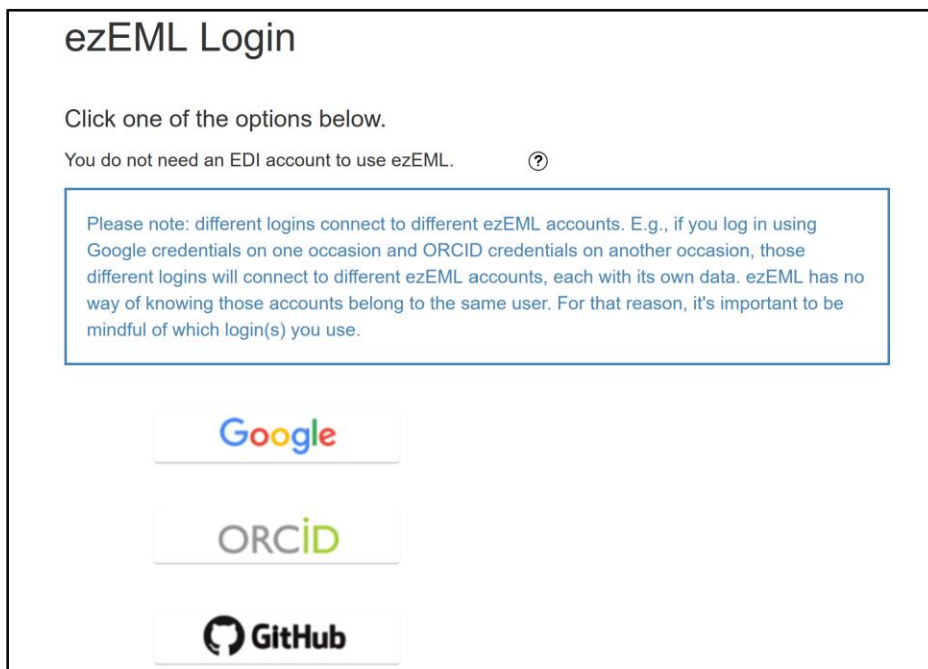 ezEML Login
Click one of the options below.
You do not need an EDI account to use ezEML. ?
Please note: different logins connect to different ezEML accounts. E.g., if you log in using
Google credentials on one occasion and ORCID credentials on another occasion, those
different logins will connect to different ezEML accounts, each with its own data. ezEML has no
way of knowing those accounts belong to the same user. For that reason, it's important to be
mindful of which login(s) you use.
Google
ORCiD
GitHub